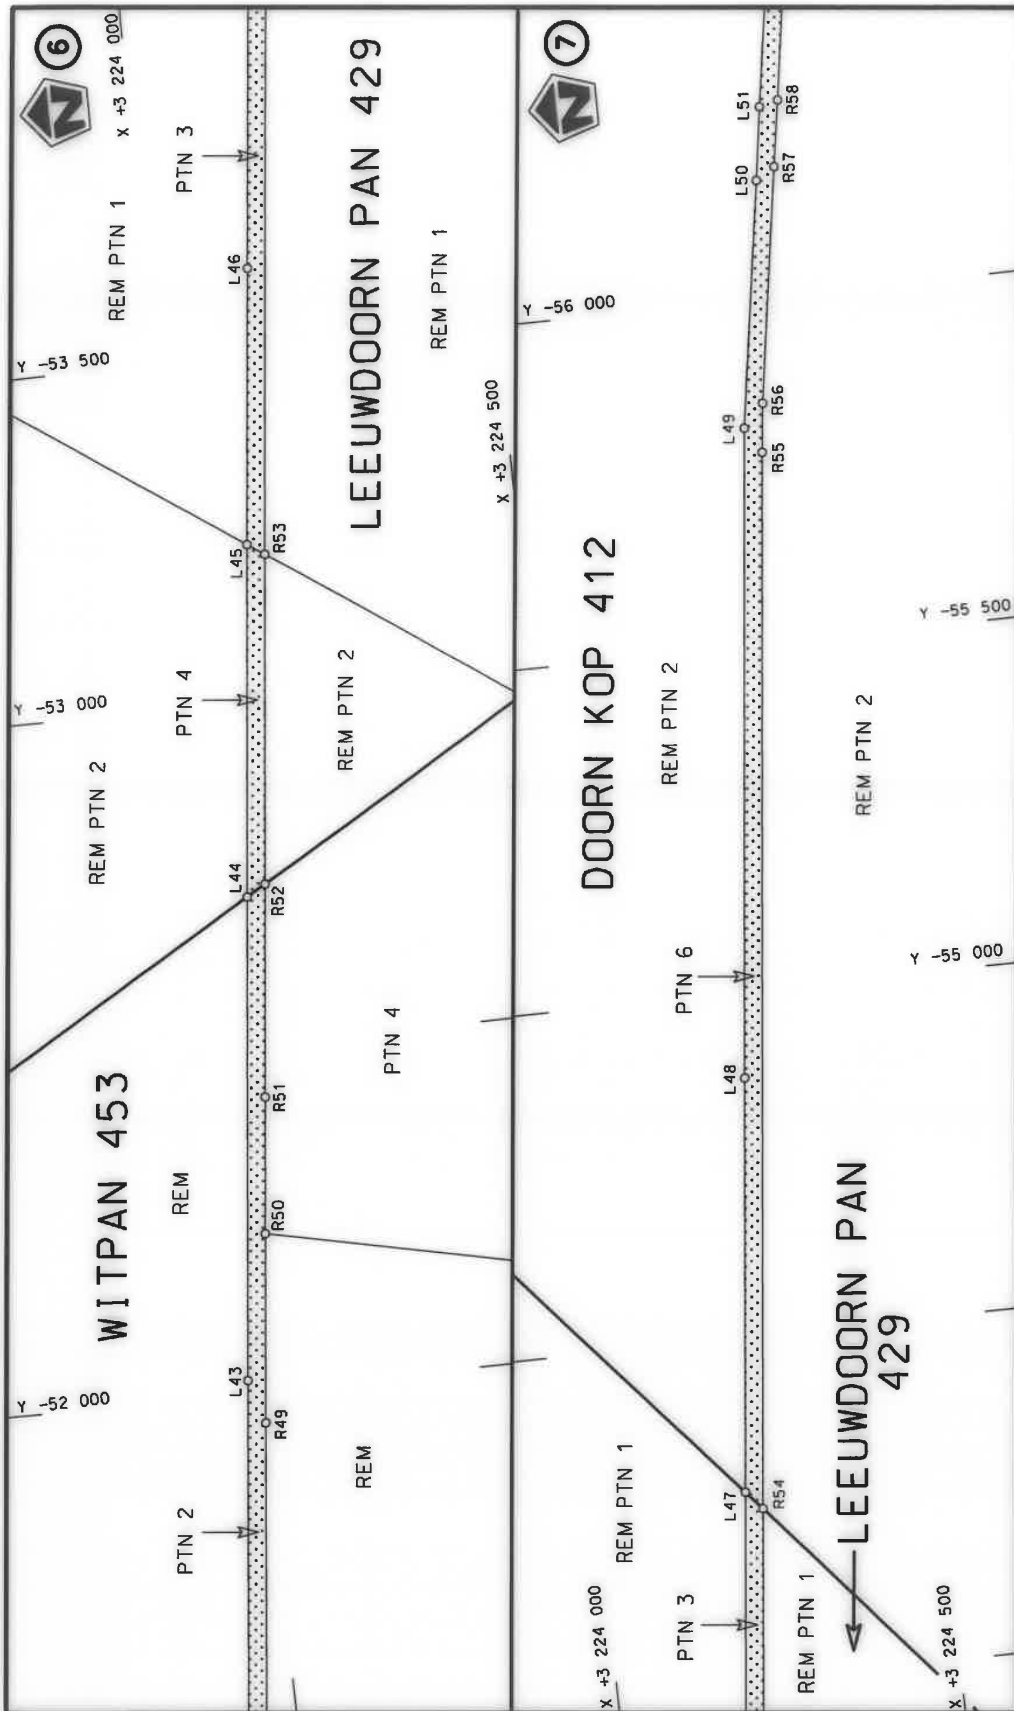 6
N
X +3 224 000
REM PTN 1
PTN 3
L46
LEEUWDOORN PAN 429
REM PTN 1
Y -53 500
X +3 224 500
L45
R53
PTN 4
REM PTN 2
Y -53 000
REM PTN 2
L44
R52
PTN 4
WITPAN 453
REM
R51
R50
Y -52 000
L43
R49
REM
PTN 2
7
N
L51
R58
L50
R57
Y -56 000
L49
R56
R55
DOORN KOP 412
REM PTN 2
Y -55 500
REM PTN 2
PTN 6
Y -55 000
L48
LEEUWDOORN PAN
429
L47
R54
REM PTN 1
PTN 3
REM PTN 1
X +3 224 000
X +3 224 500